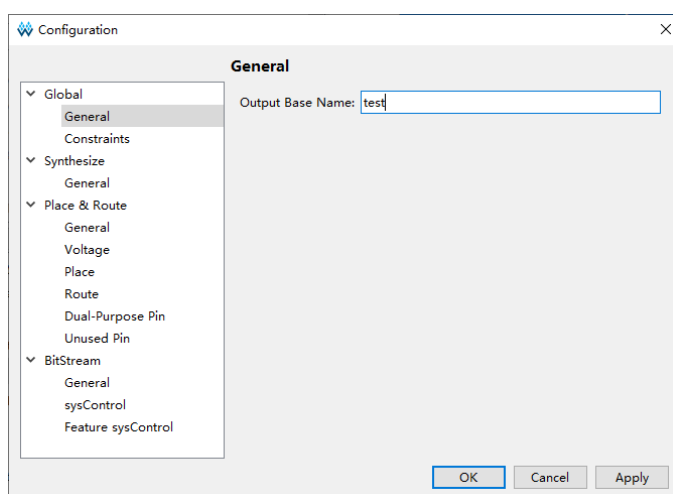 Configuration
General
Global
General
Constraints
Synthesize
General
Place & Route
General
Voltage
Place
Route
Dual-Purpose Pin
Unused Pin
BitStream
General
sysControl
Feature sysControl
Output Base Name: test
OK Cancel Apply